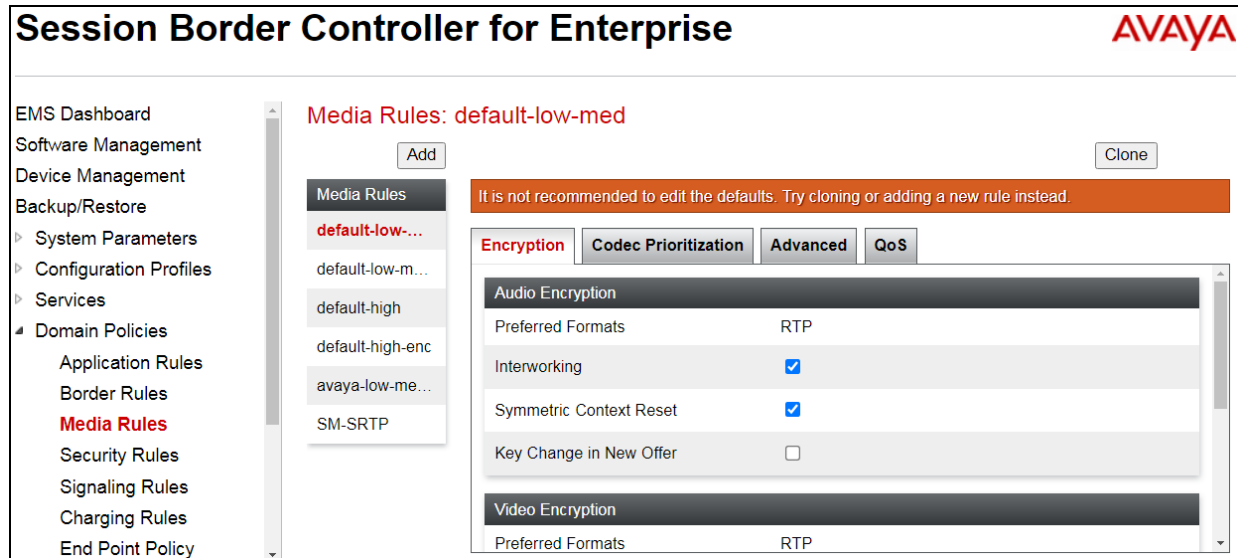 Session Border Controller for Enterprise
AVAYA
EMS Dashboard
Software Management
Device Management
Backup/Restore
System Parameters
Configuration Profiles
Services
Domain Policies
Application Rules
Border Rules
Media Rules
Security Rules
Signaling Rules
Charging Rules
End Point Policy
Media Rules: default-low-med
Add
Clone
Media Rules
default-low-...
default-low-m...
default-high
default-high-enc
avaya-low-me...
SM-SRTP
It is not recommended to edit the defaults. Try cloning or adding a new rule instead.
Encryption Codec Prioritization Advanced QoS
Audio Encryption
Preferred Formats RTP
Interworking
Symmetric Context Reset
Key Change in New Offer
Video Encryption
Preferred Formats RTP